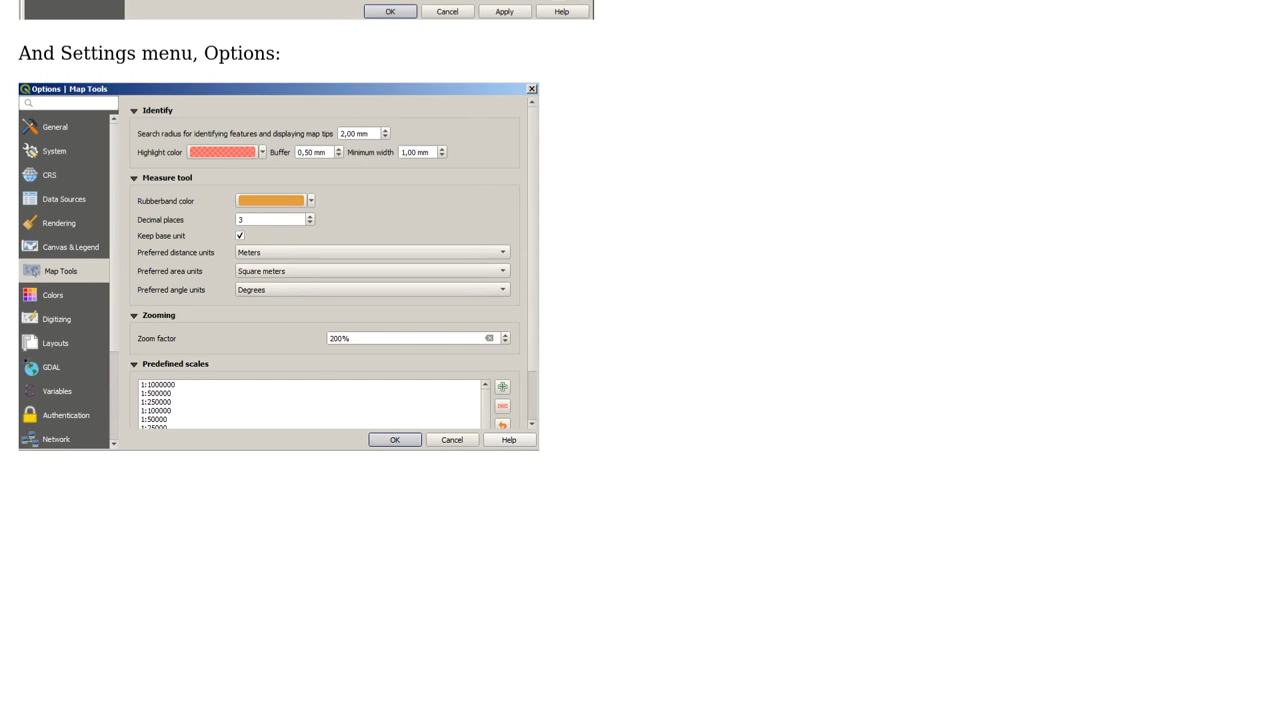 OK Cancel Apply Help
And Settings menu, Options:
Options | Map Tools
Identify
General
Search radius for identifying features and displaying map tips 2,00 mm
System
Highlight color Buffer 0,50 mm Minimum width 1,00 mm
CRS
Measure tool
Data Sources
Rubberband color
Rendering
Decimal places 3
Keep base unit
Canvas & Legend
Preferred distance units Meters
Map Tools
Preferred area units Square meters
Colors
Preferred angle units Degrees
Digitizing
Zooming
Layouts
Zoom factor 200%
GDAL
Predefined scales
Variables
1:1000000
1:500000
1:250000
Authentication
1:100000
1:50000
1:25000
Network
OK Cancel Help